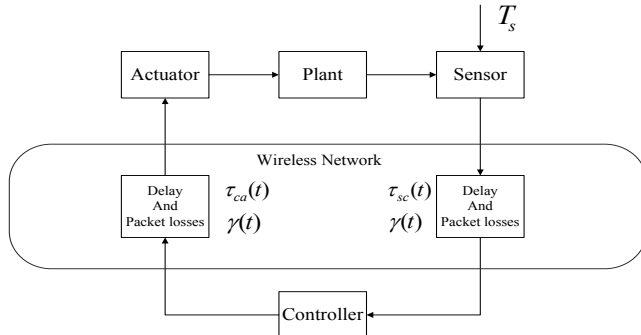 T_s
Actuator
Plant
Sensor
Wireless Network
Delay
And
Packet losses
τ_ca(t)
γ(t)
τ_sc(t)
γ(t)
Delay
And
Packet losses
Controller